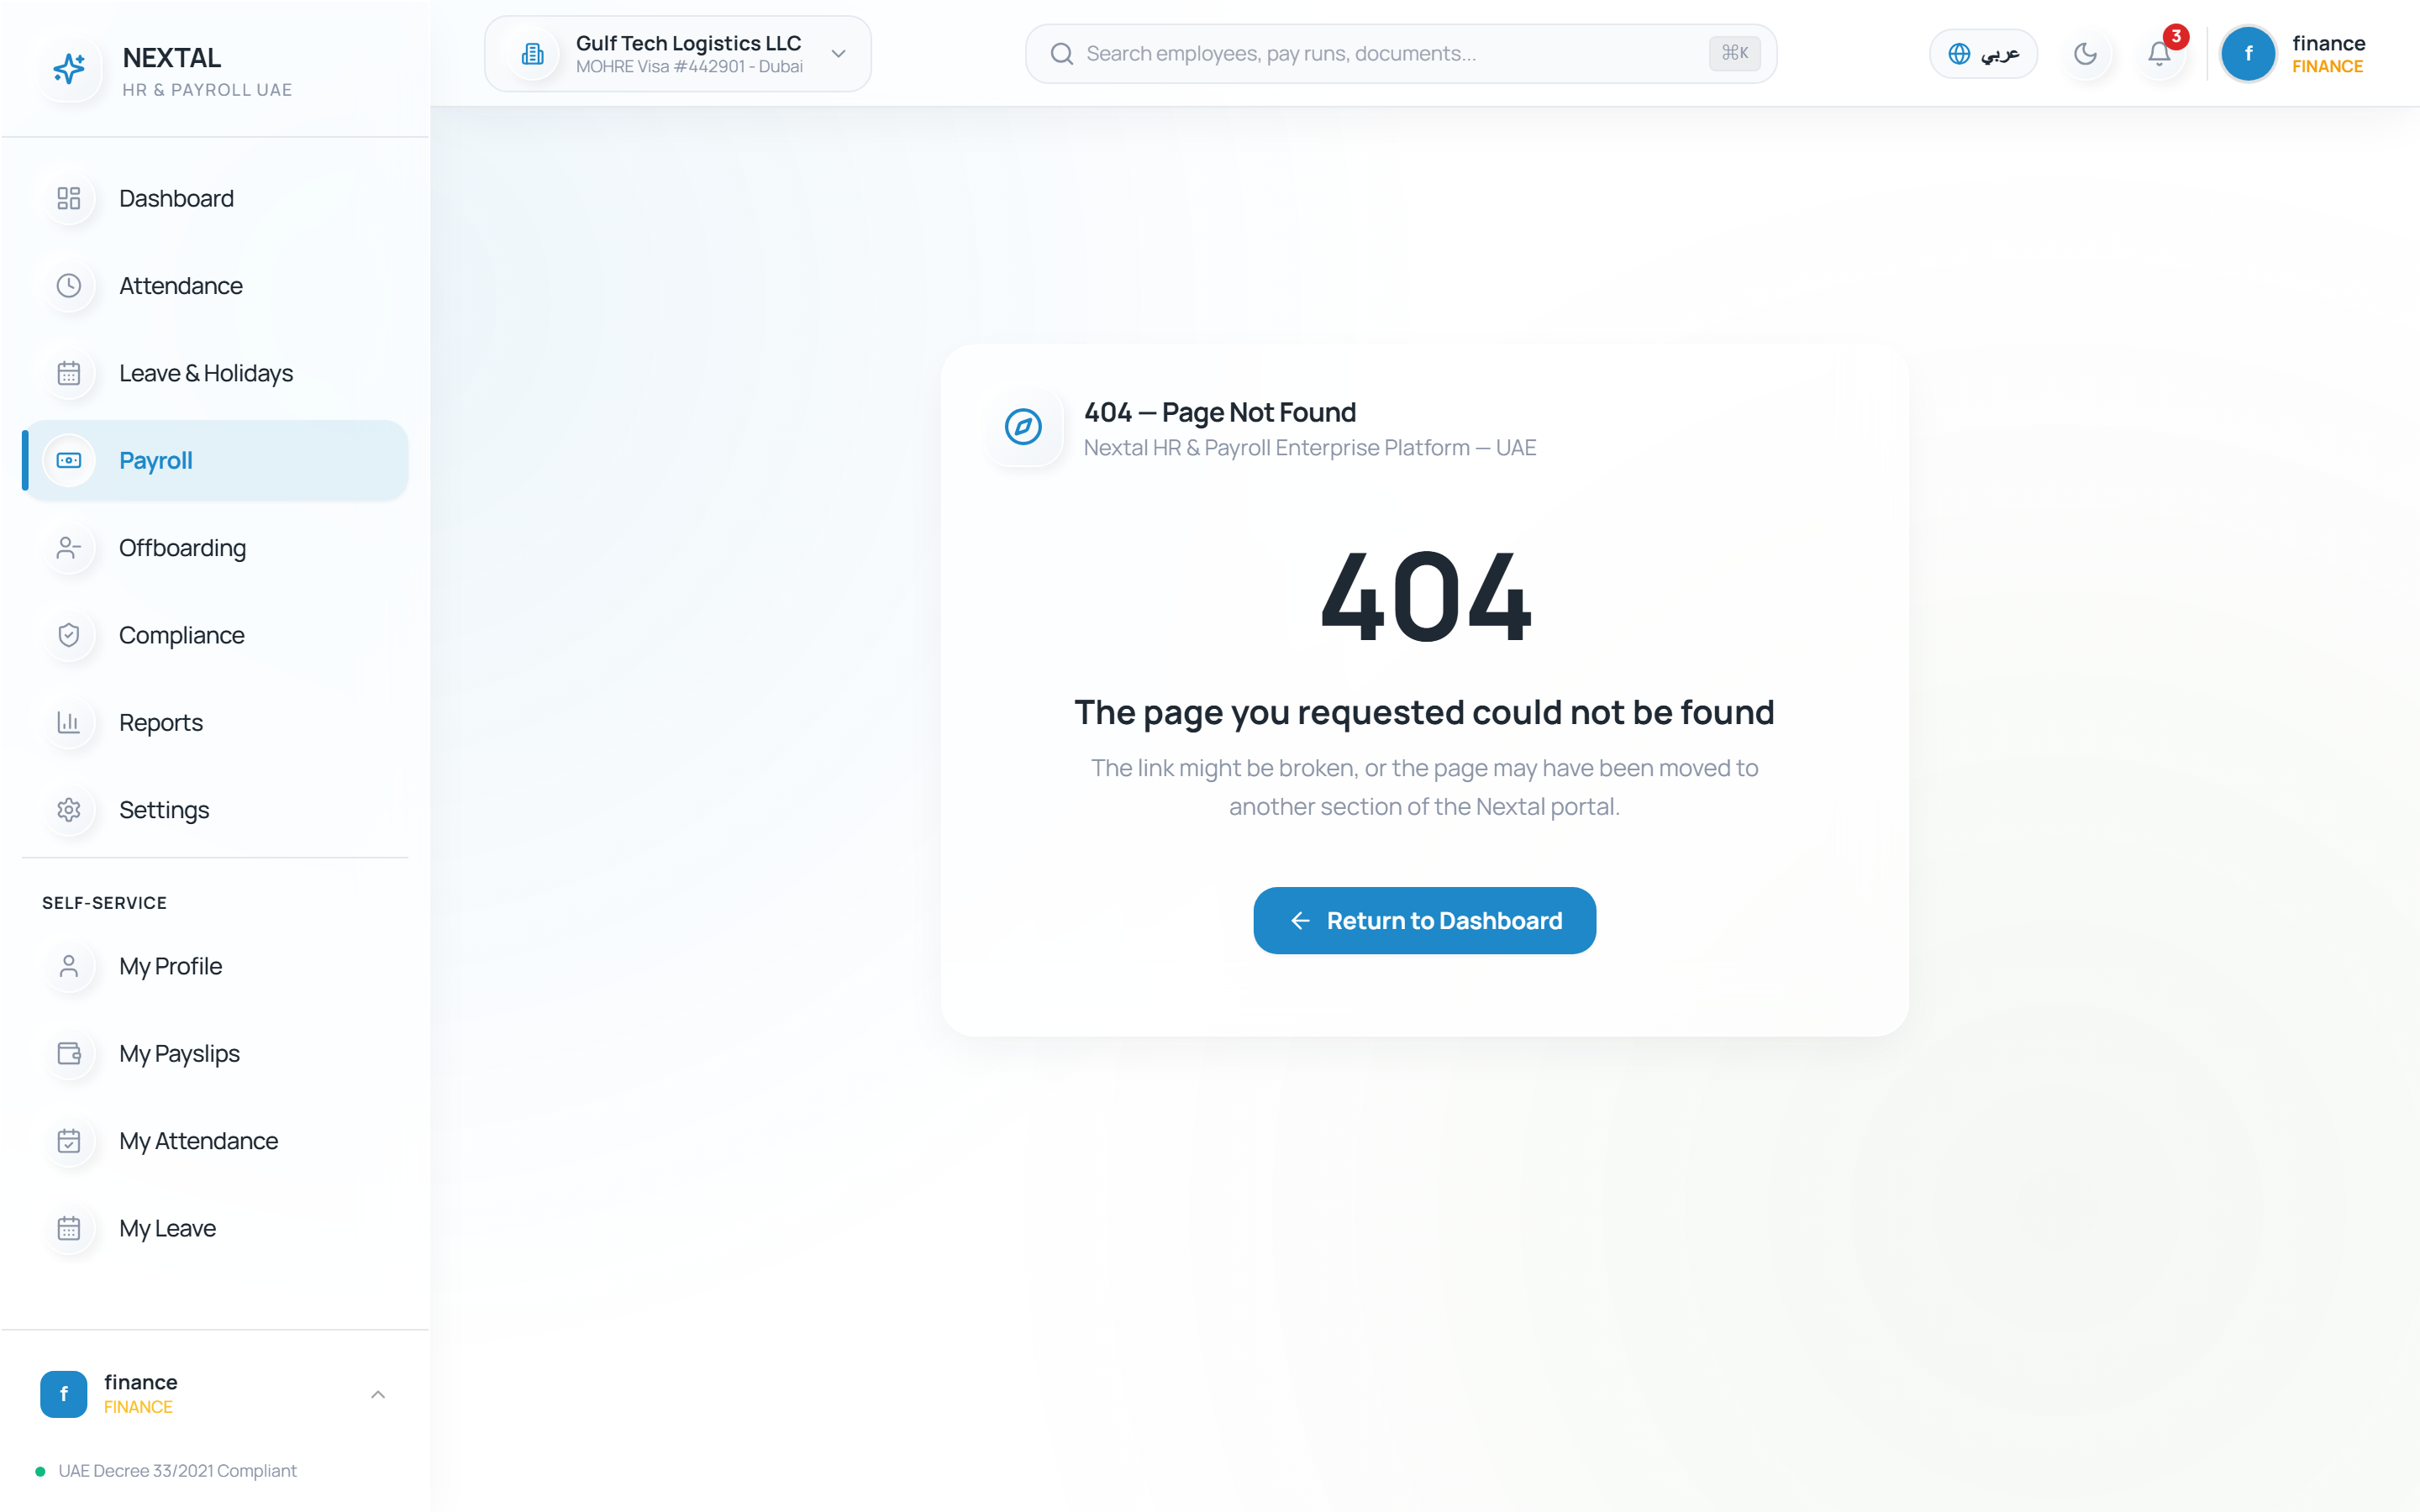 NEXTAL
HR & PAYROLL UAE
Dashboard
Attendance
Leave & Holidays
Payroll
Offboarding
Compliance
Reports
Settings
SELF-SERVICE
My Profile
My Payslips
My Attendance
My Leave
f
finance
FINANCE
UAE Decree 33/2021 Compliant
Gulf Tech Logistics LLC
MOHRE Visa #442901 - Dubai
Search employees, pay runs, documents...
⌘K
عربي
3
f
finance
FINANCE
404 — Page Not Found
Nextal HR & Payroll Enterprise Platform — UAE
404
The page you requested could not be found
The link might be broken, or the page may have been moved to
another section of the Nextal portal.
Return to Dashboard